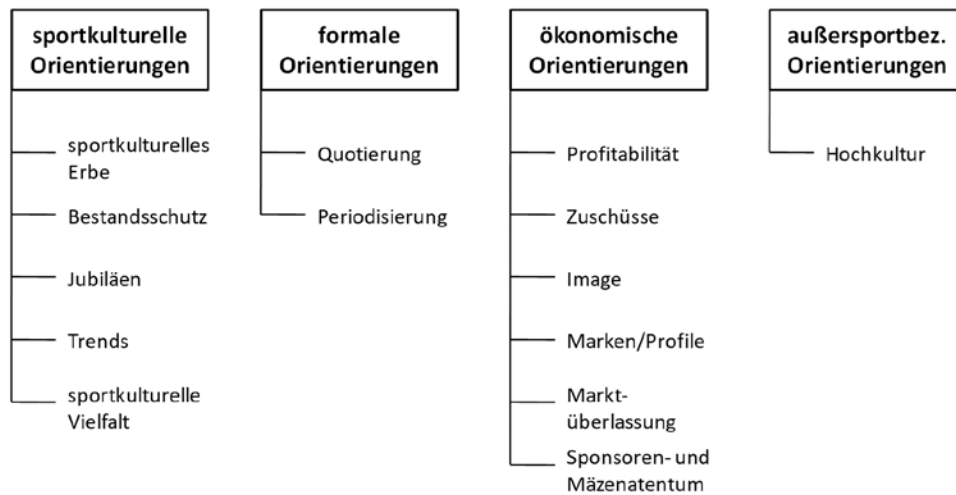 sportkulturelle
Orientierungen
sportkulturelles
Erbe
Bestandsschutz
Jubiläen
Trends
sportkulturelle
Vielfalt
formale
Orientierungen
Quotierung
Periodisierung
ökonomische
Orientierungen
Profitabilität
Zuschüsse
Image
Marken/Profile
Markt-
überlassung
Sponsoren- und
Mäzenatentum
außersportbez.
Orientierungen
Hochkultur